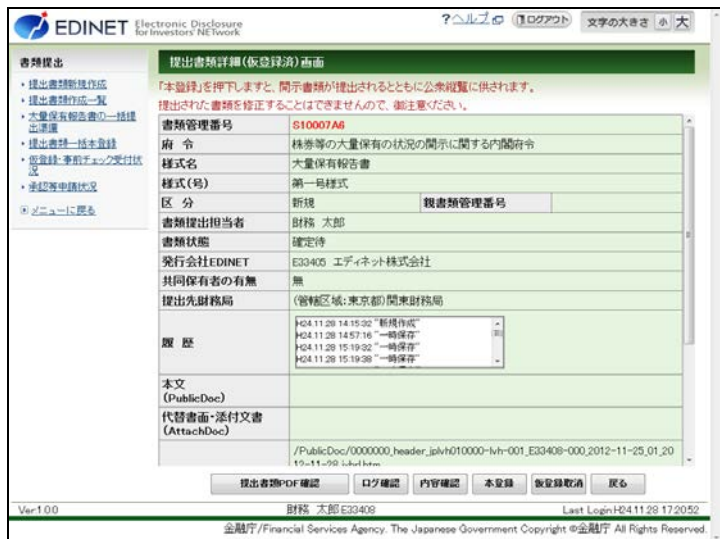 EDINET Electronic Disclosure
for Investors' NETwork
?ヘルプ ログアウト 文字の大きさ 小 大
書類提出
・提出書類新規作成
・提出書類作成一覧
・大量保有報告書の一括提
出準備
・提出書類一括本登録
・仮登録・事前チェック受付状
況
・承認等申請状況
メニューに戻る
提出書類詳細(仮登録済)画面
「本登録」を押下しますと、開示書類が提出されるとともに公衆縦覧に供されます。
提出された書類を修正することはできませんので、御注意ください。
書類管理番号 S10007A6
府 令 株券等の大量保有の状況の開示に関する内閣府令
様式名 大量保有報告書
様式(号) 第一号様式
区 分 新規 親書類管理番号
書類提出担当者 財務 太郎
書類状態 確定待
発行会社EDINET E33405 エディネット株式会社
共同保有者の有無 無
提出先財務局 (管轄区域:東京都)関東財務局
履 歴
H24.11.28 14:15:32 "新規作成"
H24.11.28 14:57:16 "一時保存"
H24.11.28 15:19:32 "一時保存"
H24.11.28 15:19:38 "一時保存"
本文
(PublicDoc)
代替書面・添付文書
(AttachDoc)
/PublicDoc/0000000_header_jplvh010000-lvh-001_E33408-000_2012-11-25_01_20
12-11-28_ixbrl.htm
提出書類PDF確認 ログ確認 内容確認 本登録 仮登録取消 戻る
Ver.1.00 財務 太郎 E33408 Last Login:H24.11.28 17:20:52
金融庁/Financial Services Agency. The Japanese Government Copyright ©金融庁 All Rights Reserved.